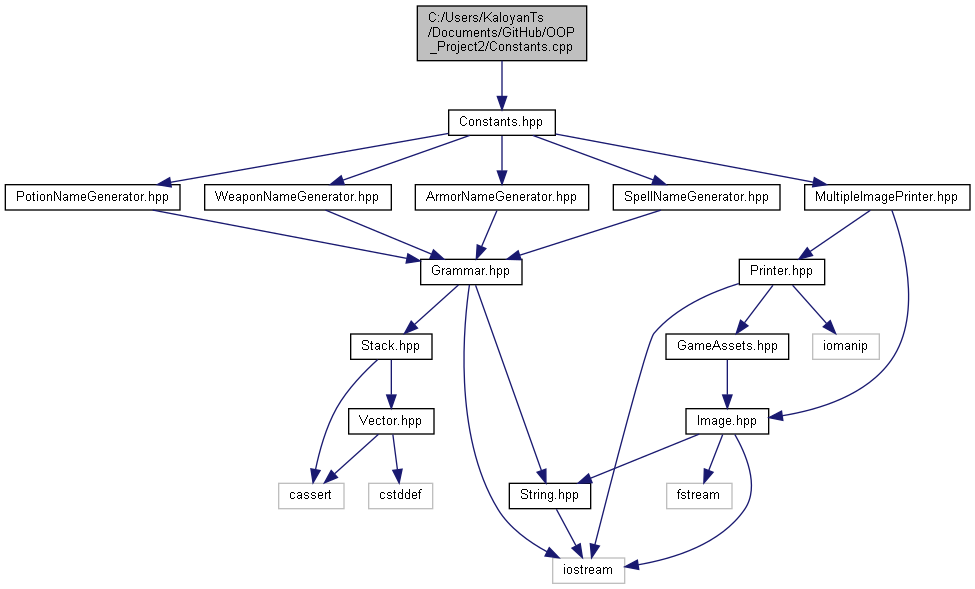 C:/Users/KaloyanTs
/Documents/GitHub/OOP
_Project2/Constants.cpp
Constants.hpp
PotionNameGenerator.hpp
WeaponNameGenerator.hpp
ArmorNameGenerator.hpp
SpellNameGenerator.hpp
MultipleImagePrinter.hpp
Grammar.hpp
Printer.hpp
Stack.hpp
GameAssets.hpp
iomanip
Vector.hpp
Image.hpp
cassert
cstddef
String.hpp
fstream
iostream